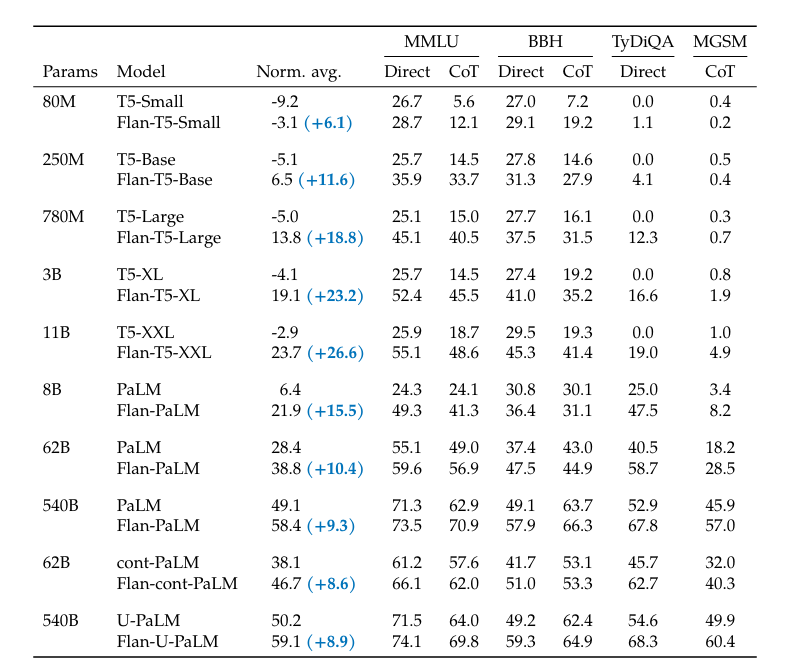 MMLU BBH TyDiQA MGSM
Params Model Norm. avg. Direct CoT Direct CoT Direct CoT
80M T5-Small -9.2 26.7 5.6 27.0 7.2 0.0 0.4
Flan-T5-Small -3.1 (+6.1) 28.7 12.1 29.1 19.2 1.1 0.2
250M T5-Base -5.1 25.7 14.5 27.8 14.6 0.0 0.5
Flan-T5-Base 6.5 (+11.6) 35.9 33.7 31.3 27.9 4.1 0.4
780M T5-Large -5.0 25.1 15.0 27.7 16.1 0.0 0.3
Flan-T5-Large 13.8 (+18.8) 45.1 40.5 37.5 31.5 12.3 0.7
3B T5-XL -4.1 25.7 14.5 27.4 19.2 0.0 0.8
Flan-T5-XL 19.1 (+23.2) 52.4 45.5 41.0 35.2 16.6 1.9
11B T5-XXL -2.9 25.9 18.7 29.5 19.3 0.0 1.0
Flan-T5-XXL 23.7 (+26.6) 55.1 48.6 45.3 41.4 19.0 4.9
8B PaLM 6.4 24.3 24.1 30.8 30.1 25.0 3.4
Flan-PaLM 21.9 (+15.5) 49.3 41.3 36.4 31.1 47.5 8.2
62B PaLM 28.4 55.1 49.0 37.4 43.0 40.5 18.2
Flan-PaLM 38.8 (+10.4) 59.6 56.9 47.5 44.9 58.7 28.5
540B PaLM 49.1 71.3 62.9 49.1 63.7 52.9 45.9
Flan-PaLM 58.4 (+9.3) 73.5 70.9 57.9 66.3 67.8 57.0
62B cont-PaLM 38.1 61.2 57.6 41.7 53.1 45.7 32.0
Flan-cont-PaLM 46.7 (+8.6) 66.1 62.0 51.0 53.3 62.7 40.3
540B U-PaLM 50.2 71.5 64.0 49.2 62.4 54.6 49.9
Flan-U-PaLM 59.1 (+8.9) 74.1 69.8 59.3 64.9 68.3 60.4